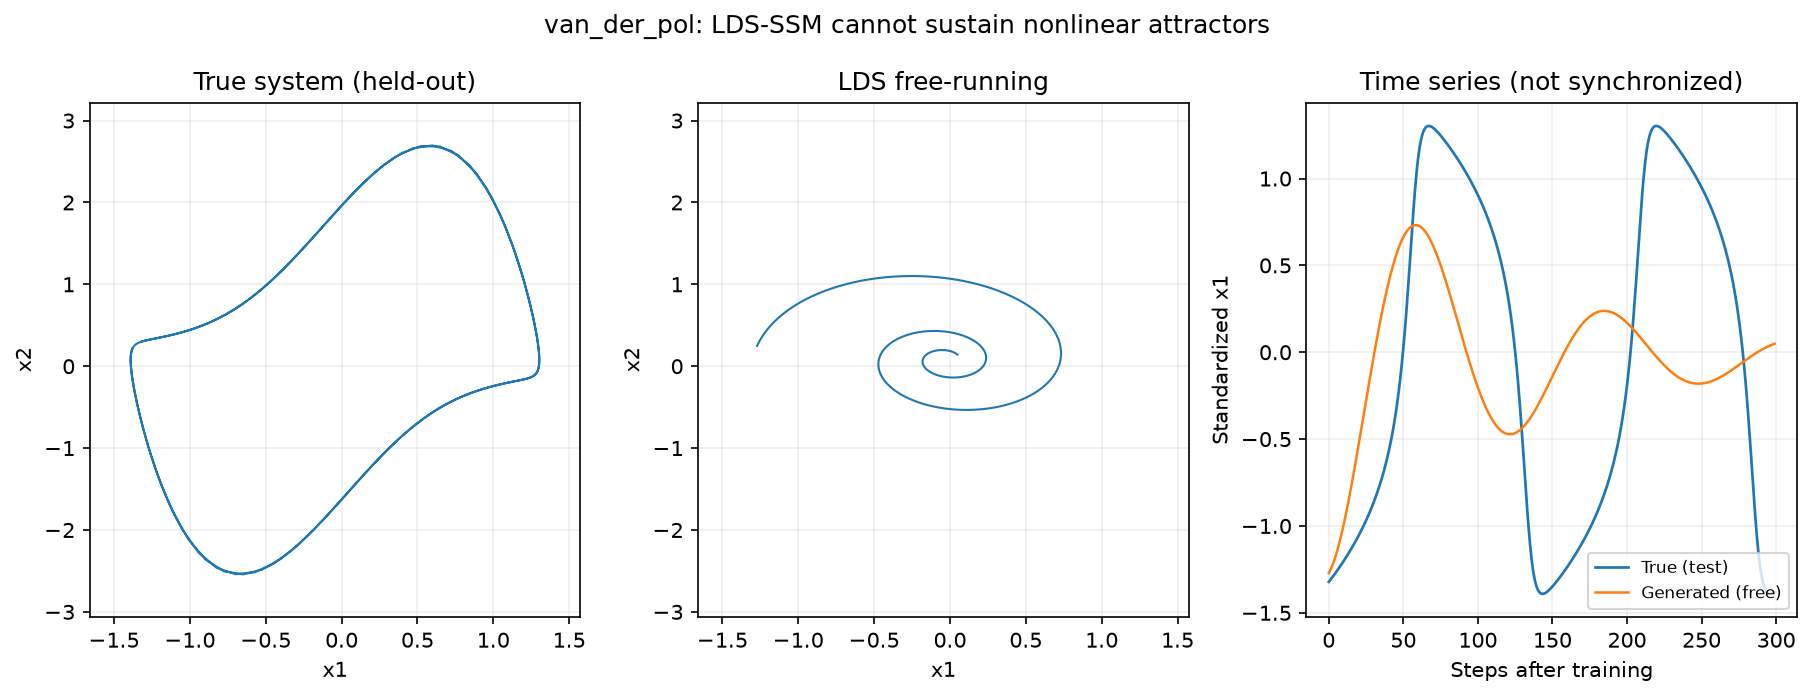 van_der_pol: LDS-SSM cannot sustain nonlinear attractors
True system (held-out)
3
2
1
0
−1
−2
−3
−1.5 −1.0 −0.5 0.0 0.5 1.0 1.5
x1
x2
LDS free-running
3
2
1
0
−1
−2
−3
−1.5 −1.0 −0.5 0.0 0.5 1.0 1.5
x1
x2
Time series (not synchronized)
1.0
0.5
0.0
−0.5
−1.0
−1.5
0 50 100 150 200 250 300
Steps after training
Standardized x1
True (test)
Generated (free)